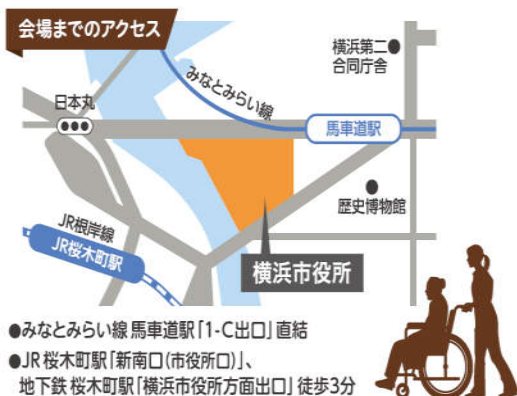 会場までのアクセス
横浜第二
合同庁舎
みなとみらい線
日本丸
馬車道駅
歴史博物館
JR根岸線
JR桜木町駅
横浜市役所
●みなとみらい線 馬車道駅「1-C出口」直結
●JR 桜木町駅「新南口(市役所口)」、
地下鉄 桜木町駅「横浜市役所方面出口」徒歩3分